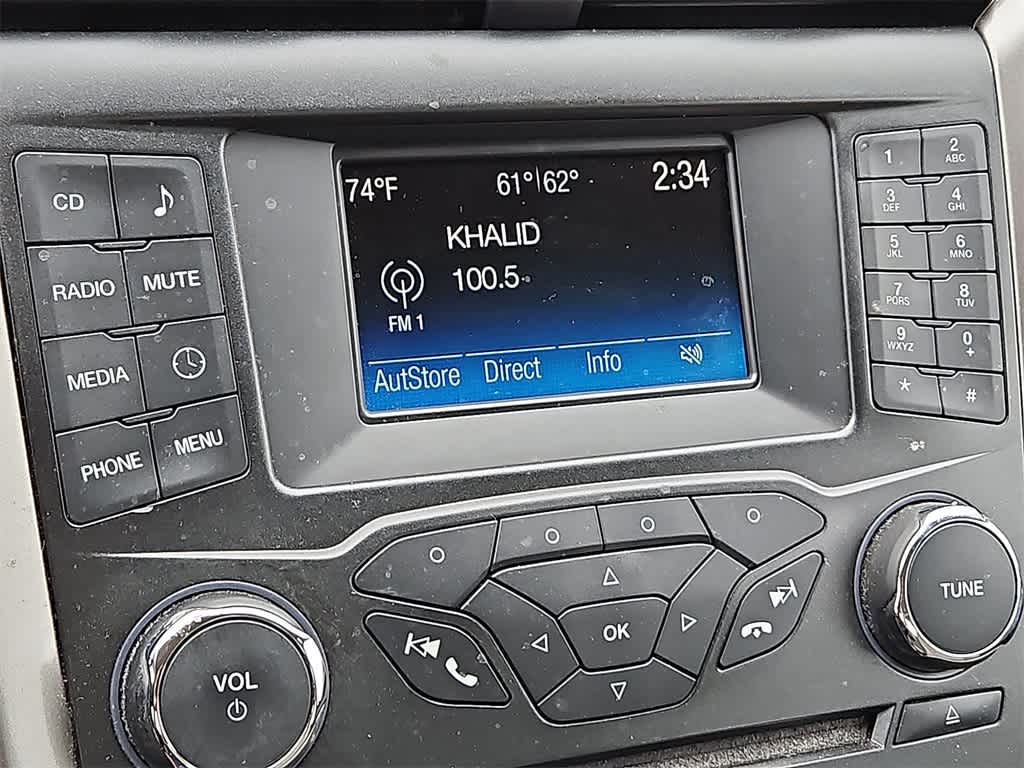 74°F 61°|62° 2:34
KHALID
100.5
FM 1
AutStore Direct Info
CD
RADIO MUTE
MEDIA
PHONE MENU
1 2 ABC
3 DEF 4 GHI
5 JKL 6 MNO
7 PQRS 8 TUV
9 WXYZ 0 +
* #
OK
VOL
TUNE